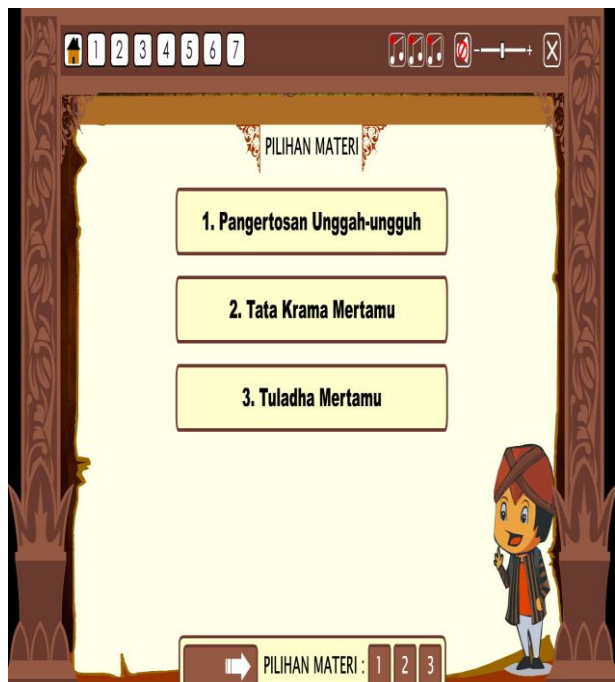 1 2 3 4 5 6 7 - +
PILIHAN MATERI
1. Pangertosan Unggah-ungguh
2. Tata Krama Mertamu
3. Tuladha Mertamu
PILIHAN MATERI : 1 2 3